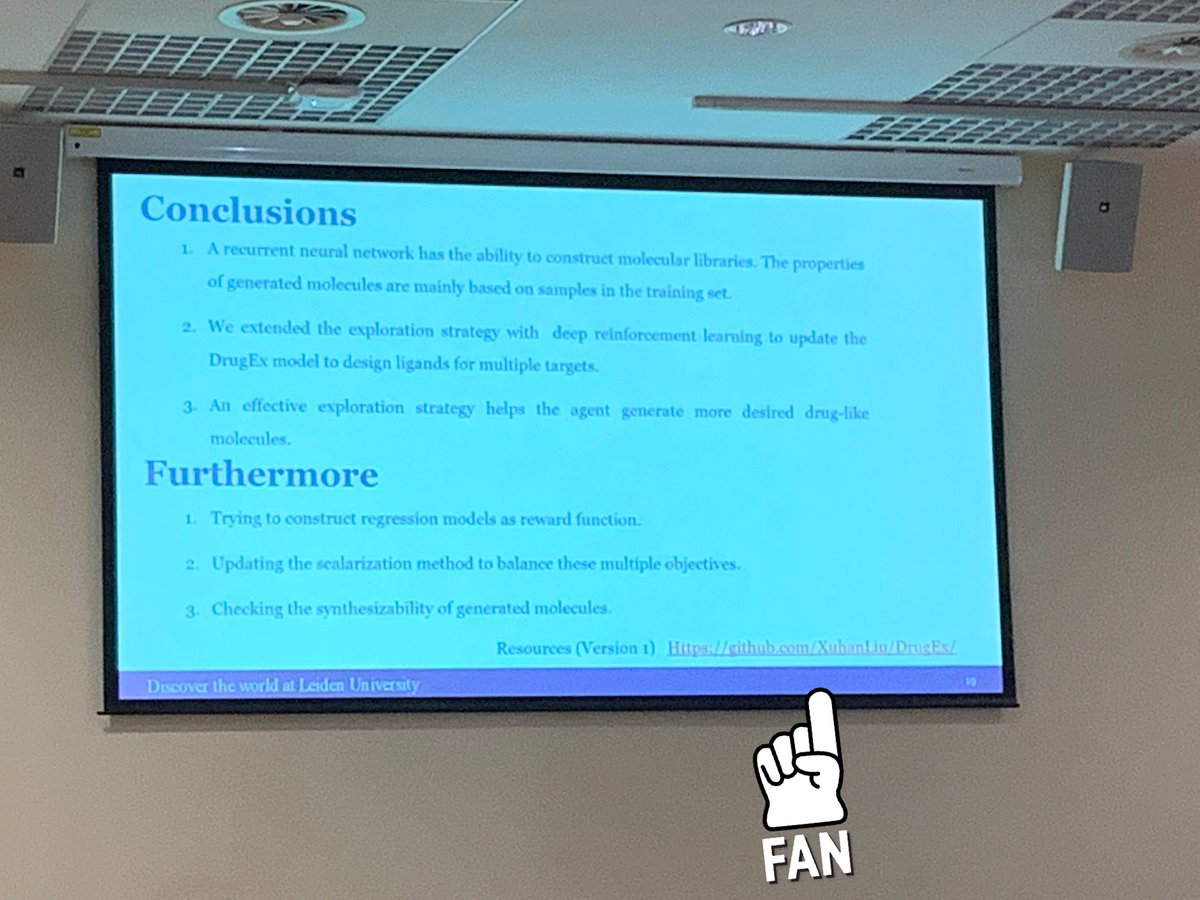 Conclusions
1. A recurrent neural network has the ability to construct molecular libraries. The properties
of generated molecules are mainly based on samples in the training set.
2. We extended the exploration strategy with deep reinforcement learning to update the
DrugEx model to design ligands for multiple targets.
3. An effective exploration strategy helps the agent generate more desired drug-like
molecules.
Furthermore
1. Trying to construct regression models as reward function.
2. Updating the scalarization method to balance these multiple objectives.
3. Checking the synthesizability of generated molecules.
Resources (Version 1) Https://github.com/XuhanLiu/DrugEx/
Discover the world at Leiden University
19
FAN